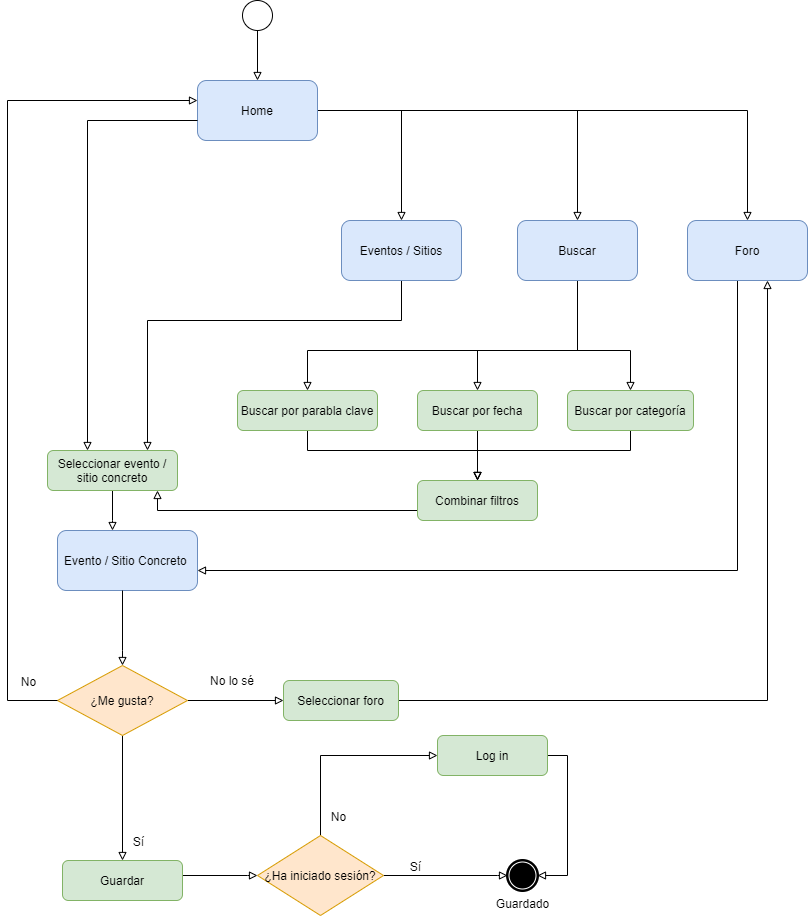 Home
Eventos / Sitios
Buscar
Foro
Buscar por parabla clave
Buscar por fecha
Buscar por categoría
Seleccionar evento /
sitio concreto
Combinar filtros
Evento / Sitio Concreto
No
¿Me gusta?
No lo sé
Seleccionar foro
Log in
No
Sí
Guardar
¿Ha iniciado sesión?
Sí
Guardado